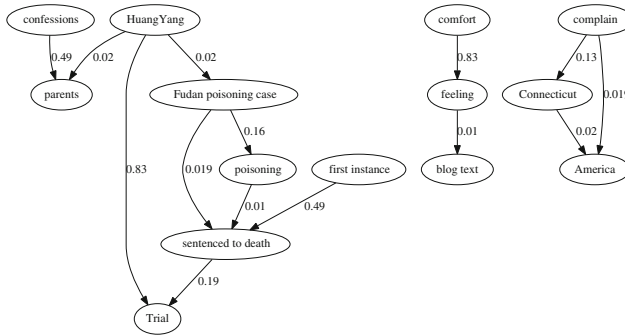 confessions HuangYang comfort complain
0.49 0.02 0.02 0.83 0.13
parents Fudan poisoning case feeling Connecticut 0.019
0.83 0.019 0.16 0.01 0.02
poisoning first instance blog text America
0.01 0.49
sentenced to death
0.19
Trial